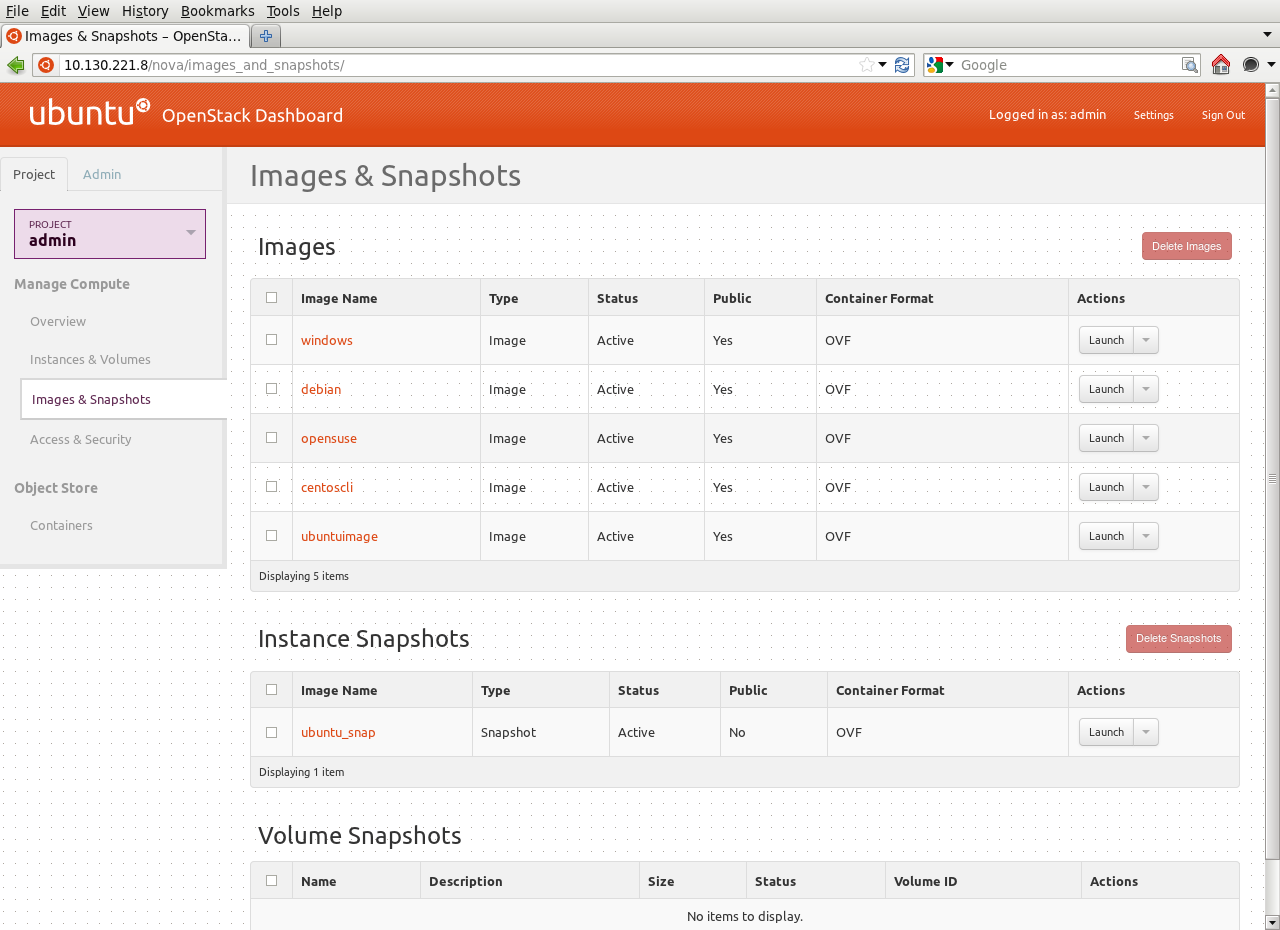 File Edit View History Bookmarks Tools Help
Images & Snapshots – OpenSta...
10.130.221.8/nova/images_and_snapshots/
Google
ubuntu OpenStack Dashboard
Logged in as: admin Settings Sign Out
Project Admin
PROJECT
admin
Manage Compute
Overview
Instances & Volumes
Images & Snapshots
Access & Security
Object Store
Containers
Images & Snapshots
Images Delete Images
Image Name Type Status Public Container Format Actions
windows Image Active Yes OVF Launch
debian Image Active Yes OVF Launch
opensuse Image Active Yes OVF Launch
centoscli Image Active Yes OVF Launch
ubuntuimage Image Active Yes OVF Launch
Displaying 5 items
Instance Snapshots Delete Snapshots
Image Name Type Status Public Container Format Actions
ubuntu_snap Snapshot Active No OVF Launch
Displaying 1 item
Volume Snapshots
Name Description Size Status Volume ID Actions
No items to display.